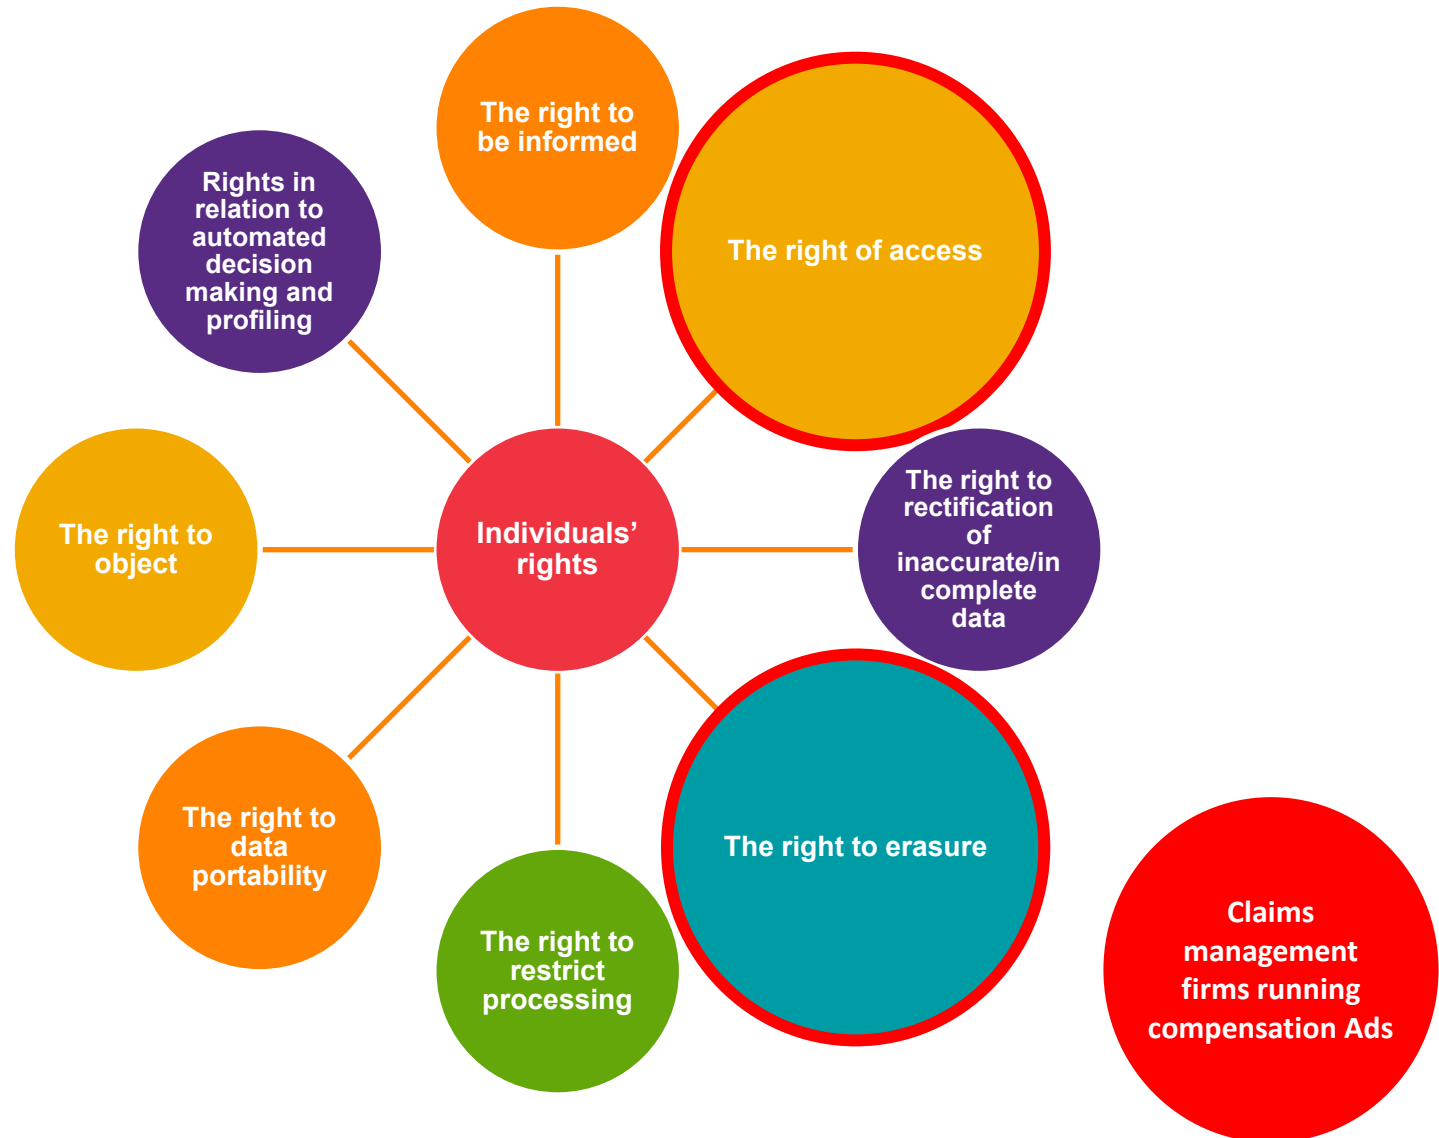 The right to
be informed
The right of access
Rights in
relation to
automated
decision
making and
profiling
The right to
rectification
of
inaccurate/in
complete
data
The right to
object
Individuals’
rights
The right to
data
portability
The right to erasure
The right to
restrict
processing
Claims
management
firms running
compensation Ads